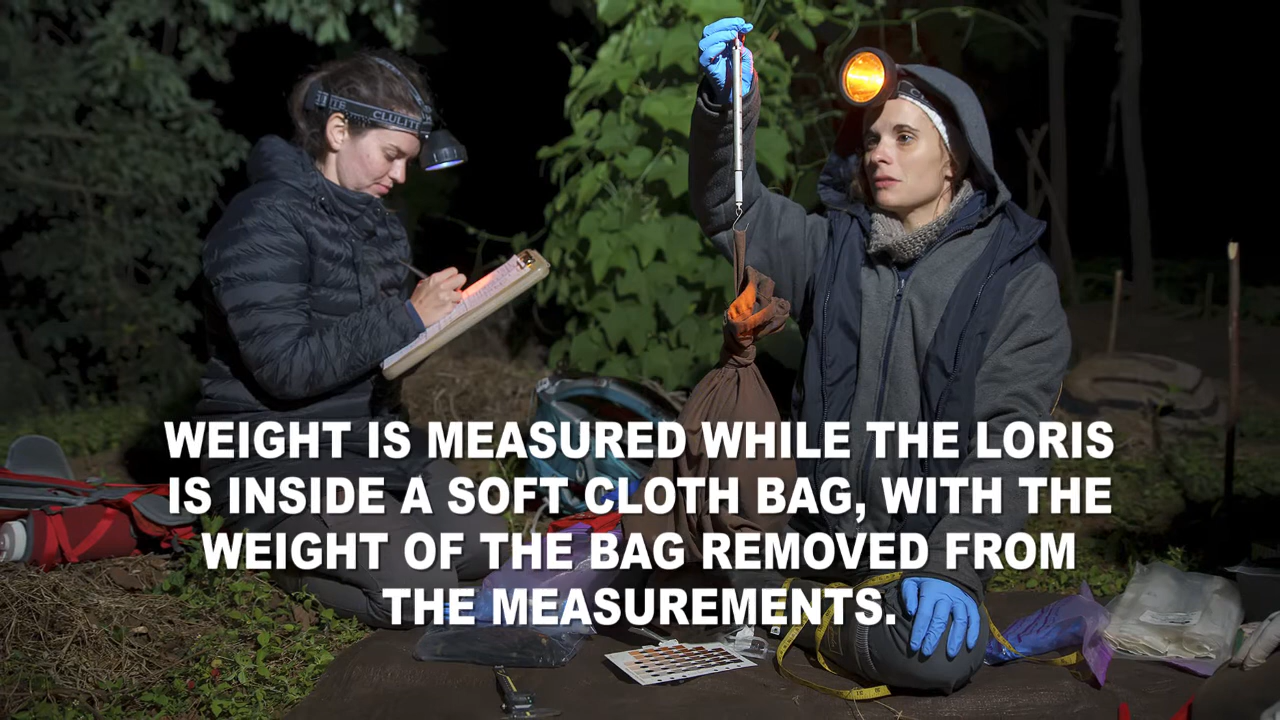 CLULITE
WEIGHT IS MEASURED WHILE THE LORIS
IS INSIDE A SOFT CLOTH BAG, WITH THE
WEIGHT OF THE BAG REMOVED FROM
THE MEASUREMENTS.